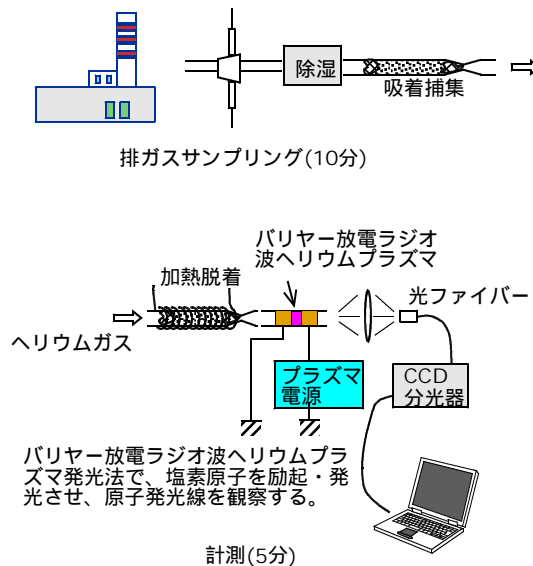 除湿
吸着捕集
排ガスサンプリング(10分)
バリヤー放電ラジオ
波ヘリウムプラズマ
加熱脱着
光ファイバー
ヘリウムガス
プラズマ
電源
CCD
分光器
バリヤー放電ラジオ波ヘリウムプラ
ズマ発光法で、塩素原子を励起・発
光させ、原子発光線を観察する。
計測(5分)